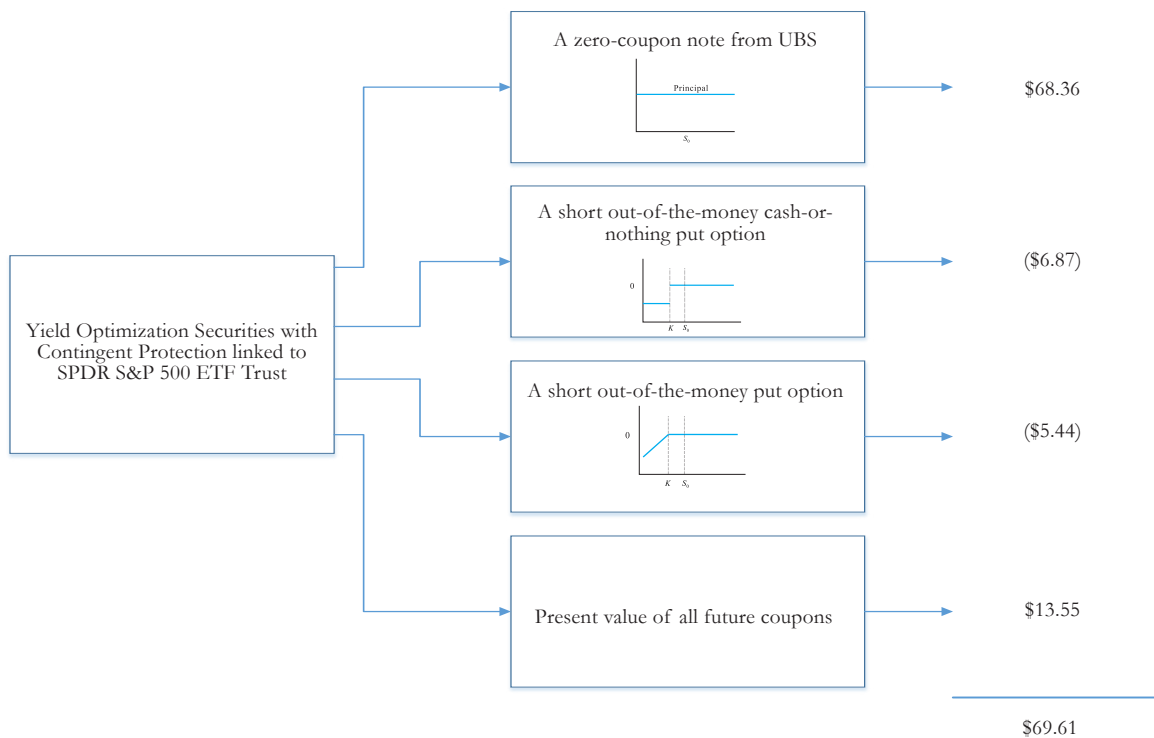 A zero-coupon note from UBS
Principal
S0
$68.36
A short out-of-the-money cash-or-
nothing put option
0
K S0
($6.87)
Yield Optimization Securities with
Contingent Protection linked to
SPDR S&P 500 ETF Trust
A short out-of-the-money put option
0
K S0
($5.44)
Present value of all future coupons
$13.55
$69.61